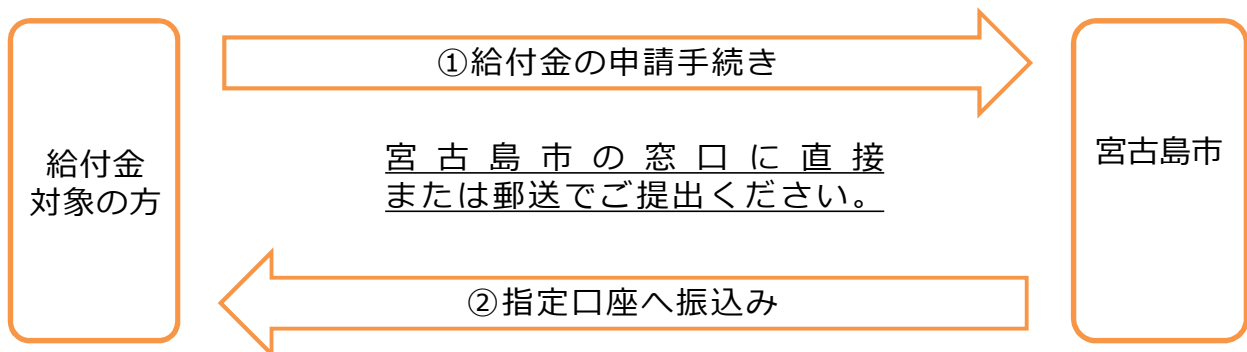 ①給付金の申請手続き
給付金
対象の方
宮古島市の窓口に直接
または郵送でご提出ください。
宮古島市
②指定口座へ振込み